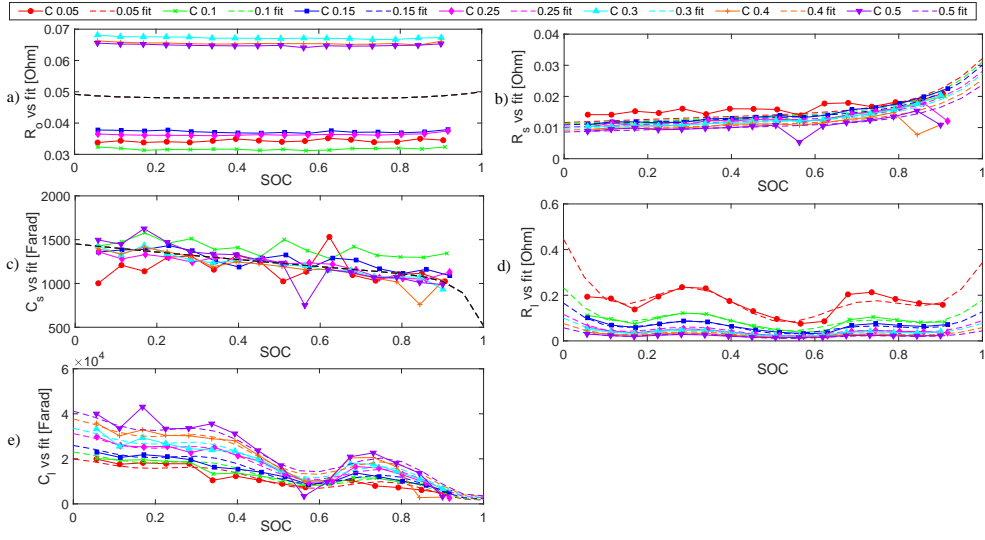 C 0.05 0.05 fit C 0.1 0.1 fit C 0.15 0.15 fit C 0.25 0.25 fit C 0.3 0.3 fit C 0.4 0.4 fit C 0.5 0.5 fit
a)
R_o vs fit [Ohm]
0.07
0.06
0.05
0.04
0.03
0 0.2 0.4 0.6 0.8 1
SOC
b)
R_s vs fit [Ohm]
0.04
0.03
0.02
0.01
0
0 0.2 0.4 0.6 0.8 1
SOC
c)
C_s vs fit [Farad]
2000
1500
1000
500
0 0.2 0.4 0.6 0.8 1
SOC
d)
R_l vs fit [Ohm]
0.6
0.4
0.2
0
0 0.2 0.4 0.6 0.8 1
SOC
e)
C_l vs fit [Farad]
×10^4
6
4
2
0
0 0.2 0.4 0.6 0.8 1
SOC